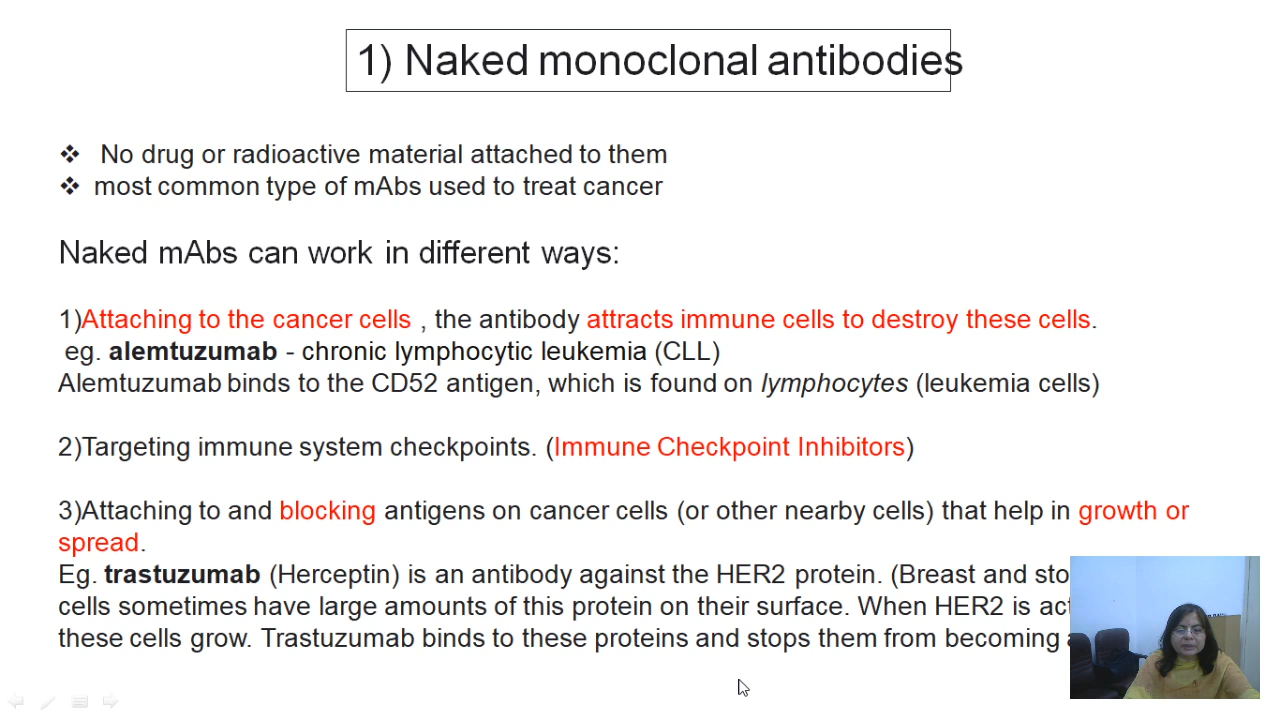 1) Naked monoclonal antibodies
❖ No drug or radioactive material attached to them
❖ most common type of mAbs used to treat cancer
Naked mAbs can work in different ways:
1)Attaching to the cancer cells , the antibody attracts immune cells to destroy these cells.
eg. alemtuzumab - chronic lymphocytic leukemia (CLL)
Alemtuzumab binds to the CD52 antigen, which is found on lymphocytes (leukemia cells)
2)Targeting immune system checkpoints. (Immune Checkpoint Inhibitors)
3)Attaching to and blocking antigens on cancer cells (or other nearby cells) that help in growth or
spread.
Eg. trastuzumab (Herceptin) is an antibody against the HER2 protein. (Breast and
cells sometimes have large amounts of this protein on their surface. When HER2 is
these cells grow. Trastuzumab binds to these proteins and stops them from becoming